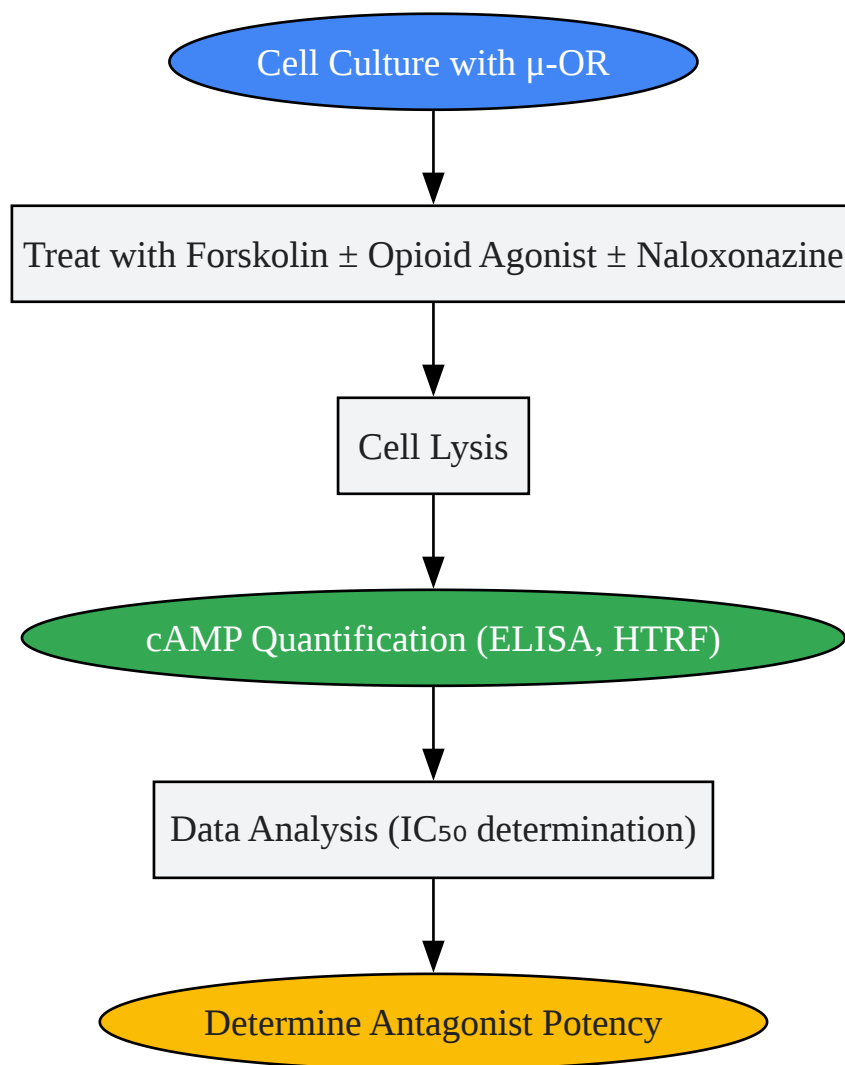 Cell Culture with μ-OR
Treat with Forskolin ± Opioid Agonist ± Naloxonazine
Cell Lysis
cAMP Quantification (ELISA, HTRF)
Data Analysis (IC₅₀ determination)
Determine Antagonist Potency